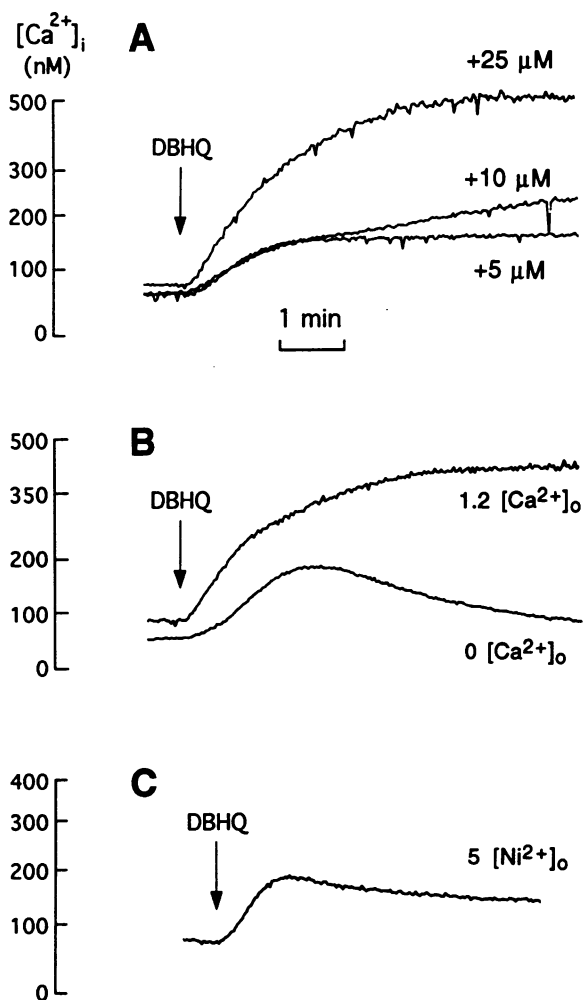 [Ca²⁺]ᵢ
(nM)
A
+25 µM
500
DBHQ
300
+10 µM
200
100
+5 µM
1 min
0
500
B
350
DBHQ
1.2 [Ca²⁺]ₒ
200
100
0 [Ca²⁺]ₒ
0
400
C
300
DBHQ
5 [Ni²⁺]ₒ
200
100
0